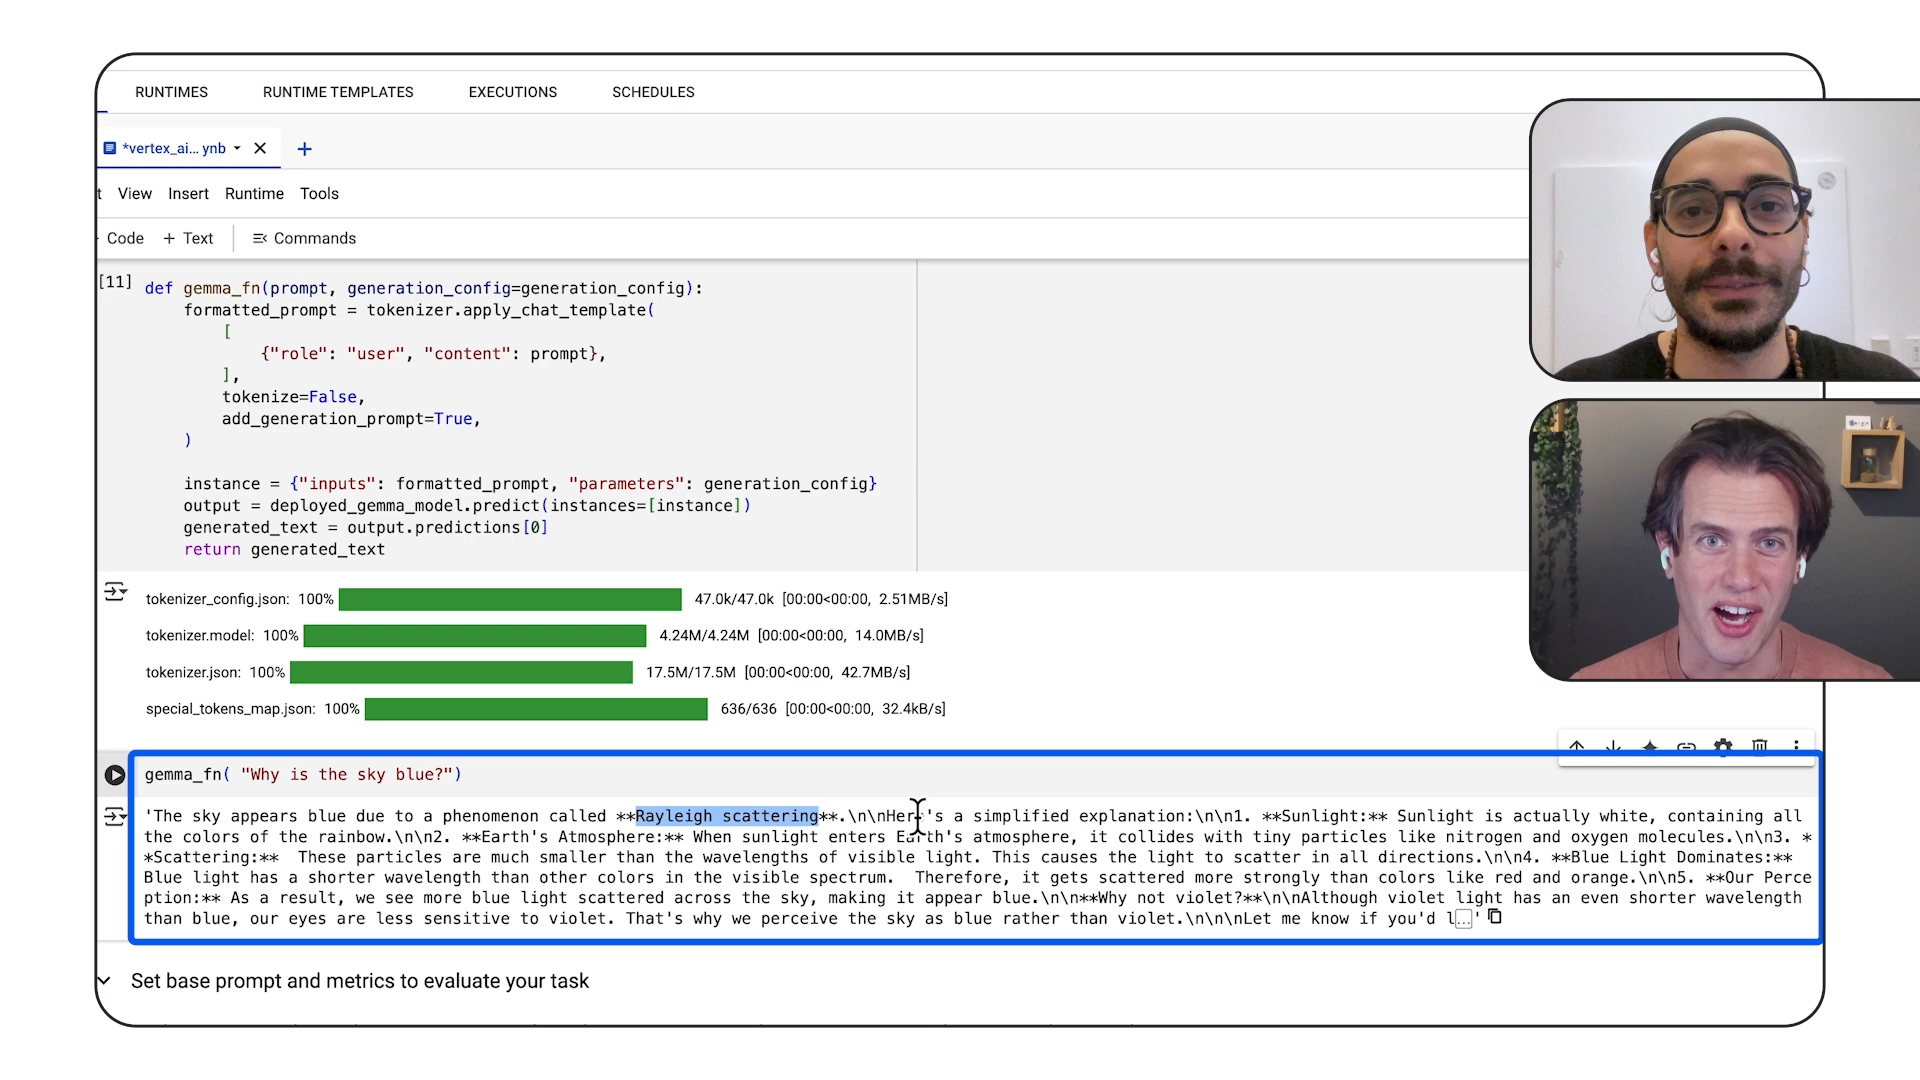 RUNTIMES RUNTIME TEMPLATES EXECUTIONS SCHEDULES
*vertex_ai... ynb
t View Insert Runtime Tools
Code + Text Commands
[11] def gemma_fn(prompt, generation_config=generation_config):
formatted_prompt = tokenizer.apply_chat_template(
[
{"role": "user", "content": prompt},
],
tokenize=False,
add_generation_prompt=True,
)
instance = {"inputs": formatted_prompt, "parameters": generation_config}
output = deployed_gemma_model.predict(instances=[instance])
generated_text = output.predictions[0]
return generated_text
tokenizer_config.json: 100% 47.0k/47.0k [00:00<00:00, 2.51MB/s]
tokenizer.model: 100% 4.24M/4.24M [00:00<00:00, 14.0MB/s]
tokenizer.json: 100% 17.5M/17.5M [00:00<00:00, 42.7MB/s]
special_tokens_map.json: 100% 636/636 [00:00<00:00, 32.4kB/s]
gemma_fn( "Why is the sky blue?")
'The sky appears blue due to a phenomenon called **Rayleigh scattering**.\n\nHere's a simplified explanation:\n\n1. **Sunlight:** Sunlight is actually white, containing all
the colors of the rainbow.\n\n2. **Earth's Atmosphere:** When sunlight enters Earth's atmosphere, it collides with tiny particles like nitrogen and oxygen molecules.\n\n3. *
*Scattering:**  These particles are much smaller than the wavelengths of visible light. This causes the light to scatter in all directions.\n\n4. **Blue Light Dominates:**
Blue light has a shorter wavelength than other colors in the visible spectrum.  Therefore, it gets scattered more strongly than colors like red and orange.\n\n5. **Our Perce
ption:** As a result, we see more blue light scattered across the sky, making it appear blue.\n\n**Why not violet?**\n\nAlthough violet light has an even shorter wavelength
than blue, our eyes are less sensitive to violet. That's why we perceive the sky as blue rather than violet.\n\n\nLet me know if you'd l...'
Set base prompt and metrics to evaluate your task